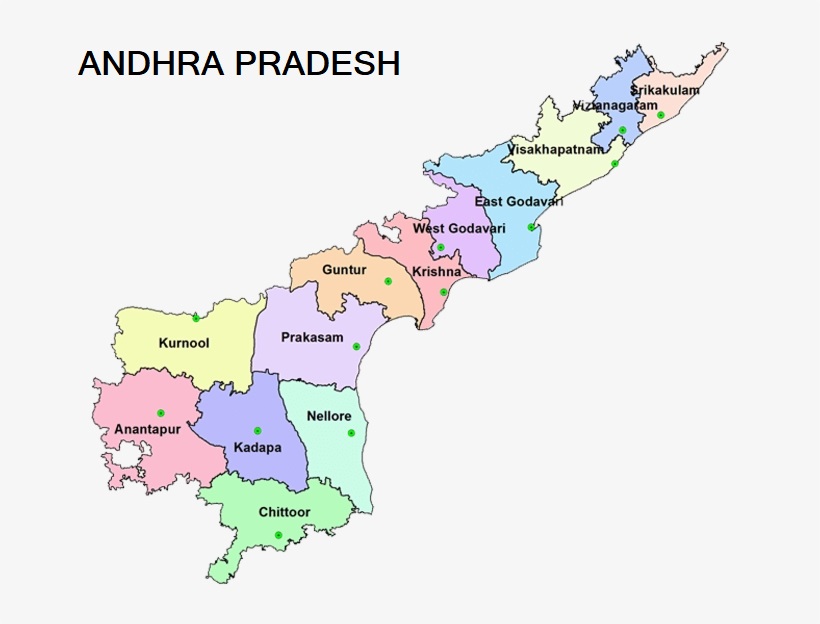 ANDHRA PRADESH
Srikakulam
Vizianagaram
Visakhapatnam
East Godavari
West Godavari
Krishna
Guntur
Prakasam
Kurnool
Nellore
Anantapur
Kadapa
Chittoor